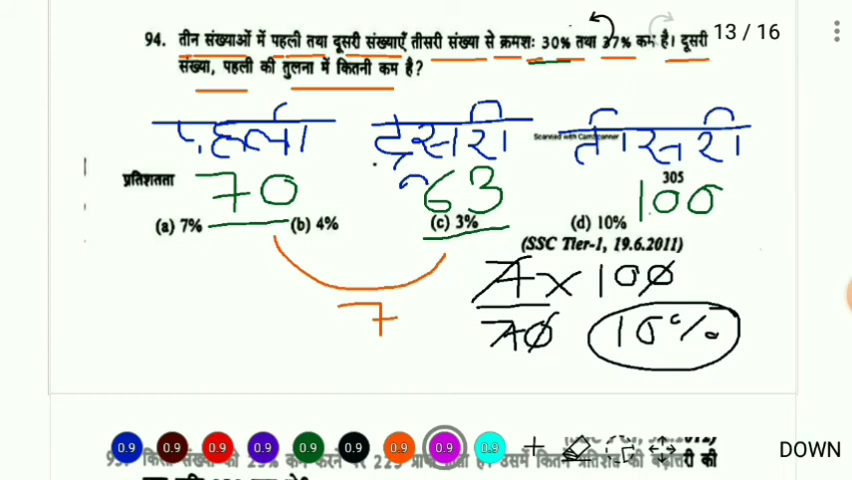 94. तीन संख्याओं में पहली तथा दूसरी संख्याएँ तीसरी संख्या से क्रमशः 30% तथा 37% कम है। दूसरी
13 / 16
संख्या, पहली की तुलना में कितनी कम है?
पहली दूसरी तीसरी
Scanned with CamScanner
प्रतिशतता 305
70 63 100
(a) 7% (b) 4% (c) 3% (d) 10%
(SSC Tier-1, 19.6.2011)
7 × 100
70
10%
7
0.9 0.9 0.9 0.9 0.9 0.9 0.9 0.9 0.9
DOWN